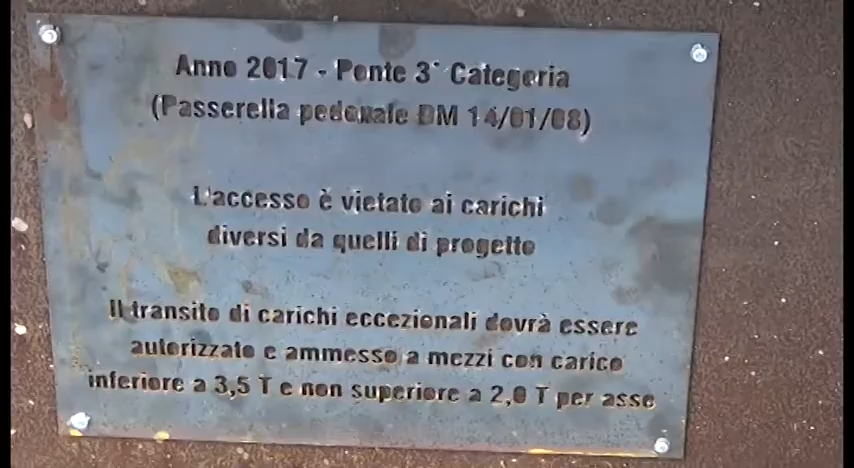 Anno 2017 - Ponte 3° Categoria
(Passerella pedonale DM 14/01/08)
L'accesso è vietato ai carichi
diversi da quelli di progetto
Il transito di carichi eccezionali dovrà essere
autorizzato e ammesso a mezzi con carico
inferiore a 3,5 T e non superiore a 2,0 T per asse